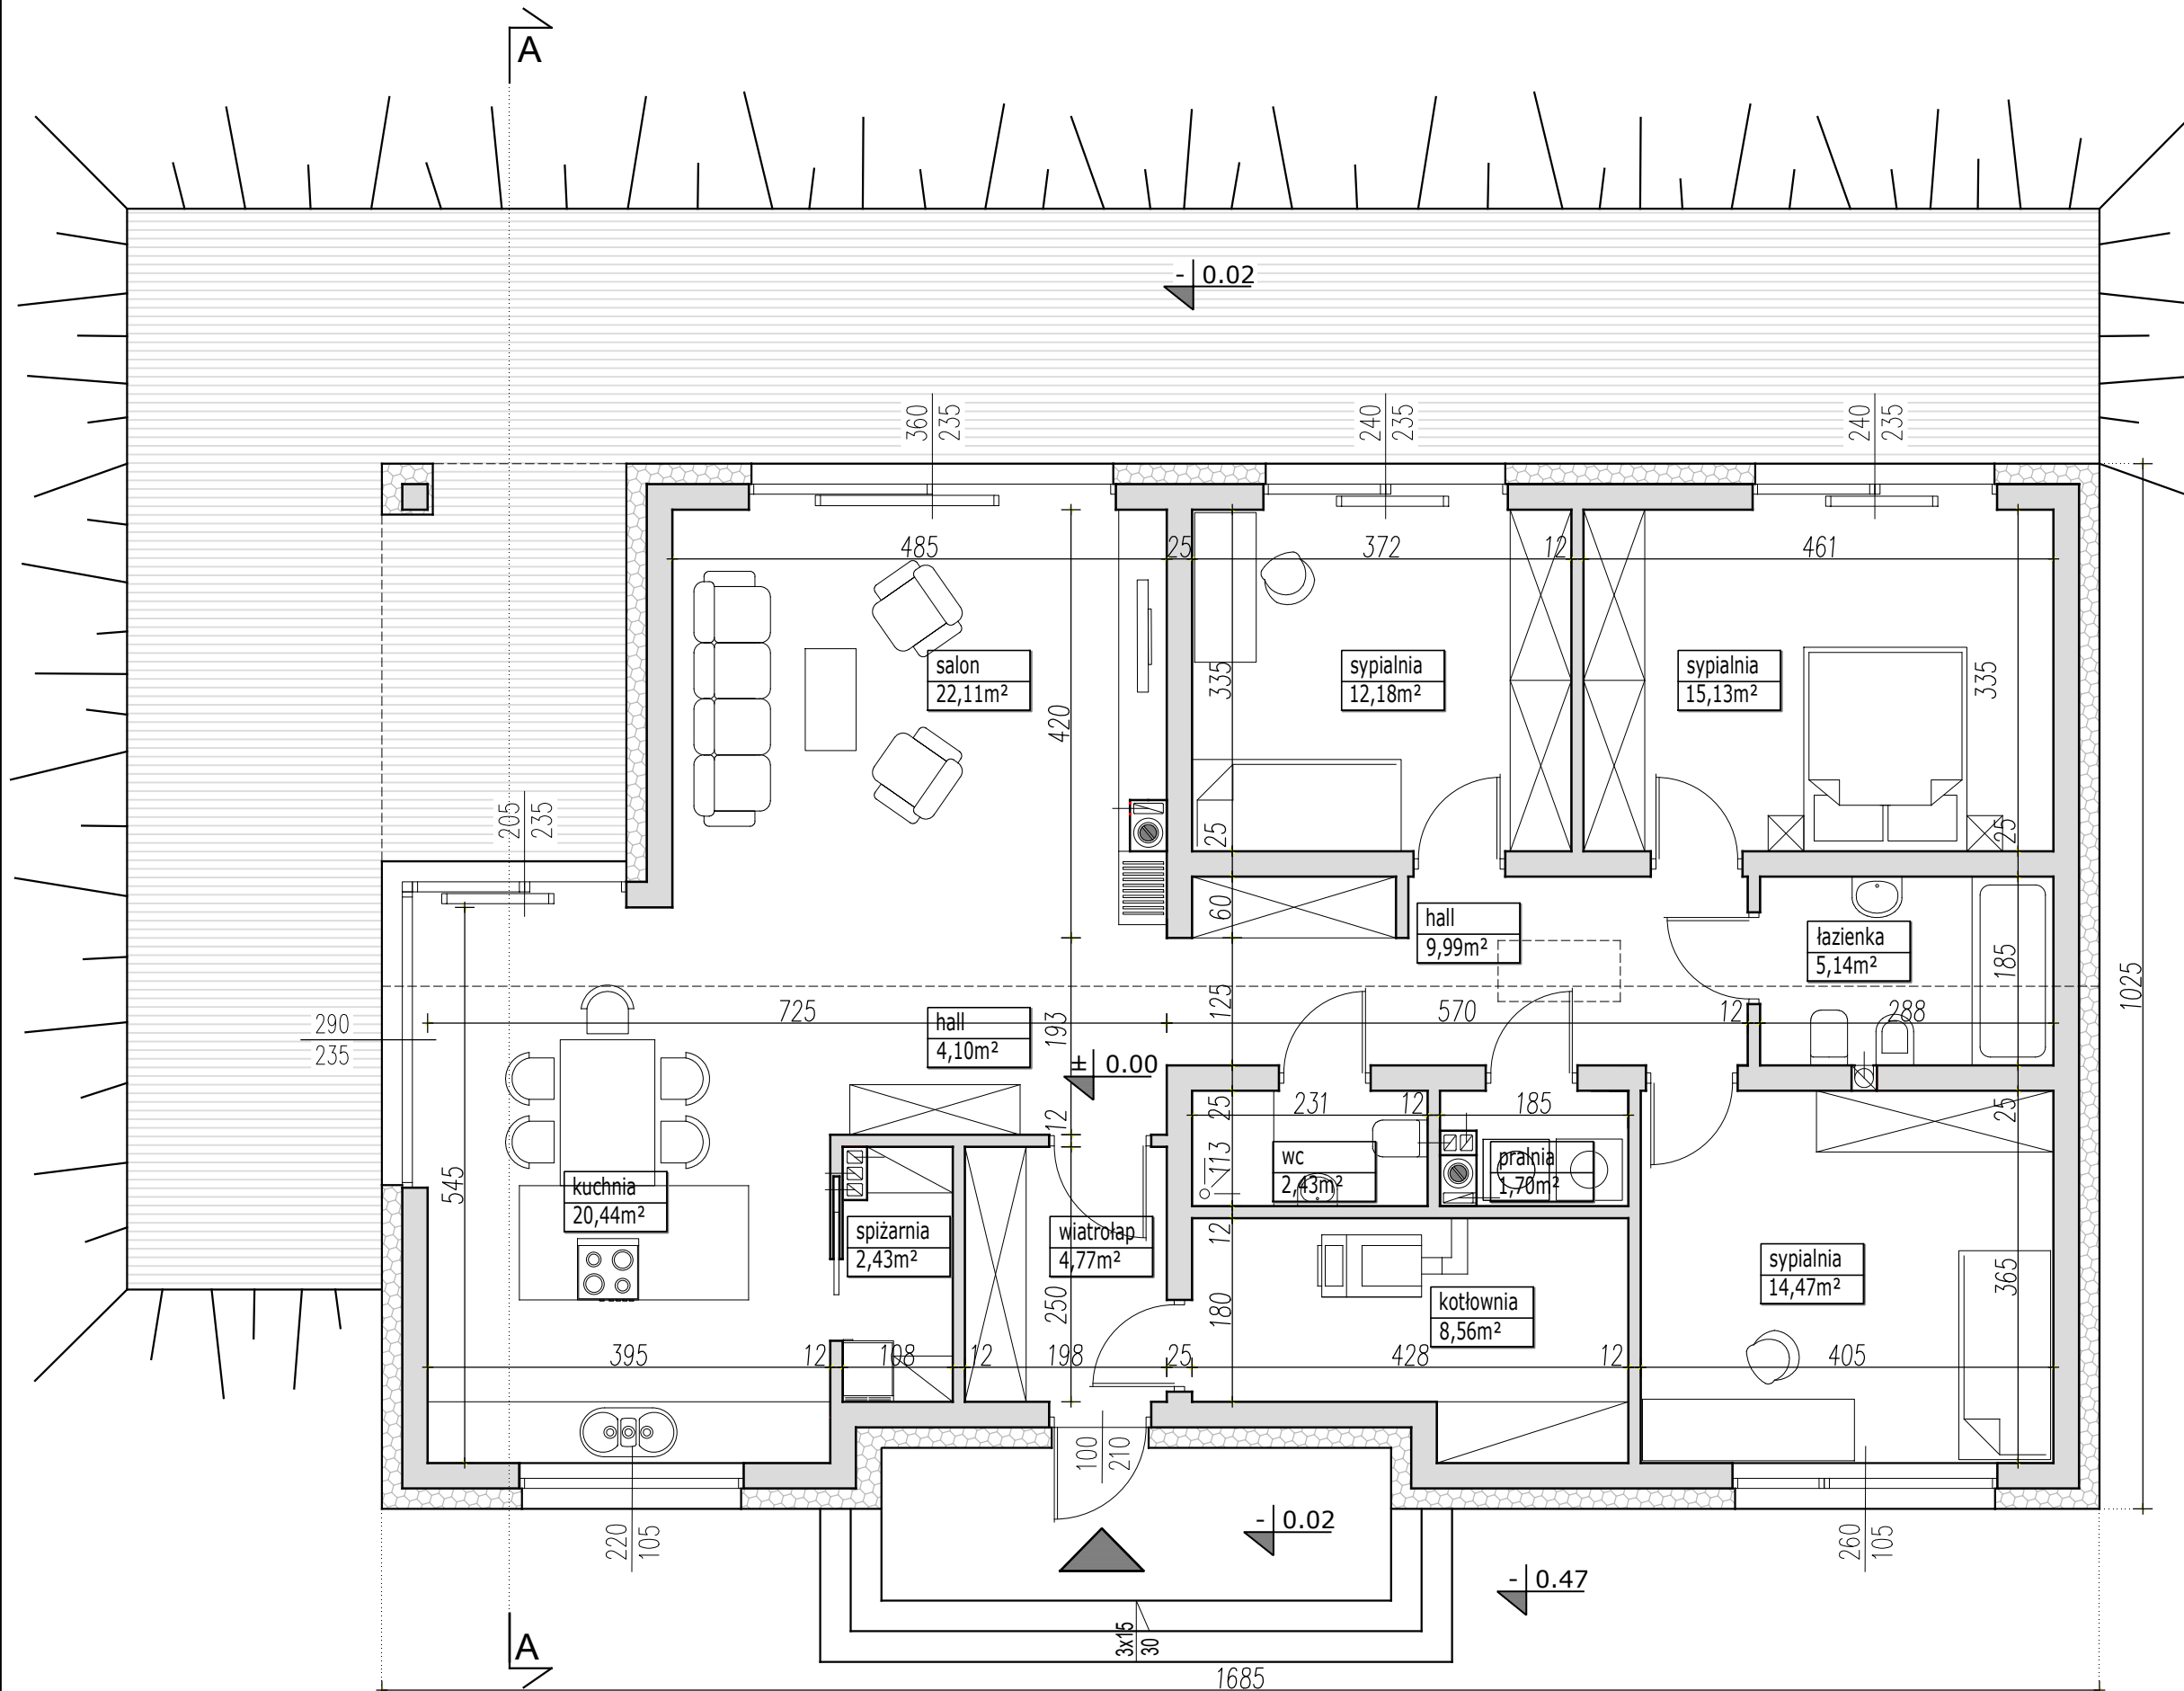 A
- 0.02
360
235
240
235
240
235
485
25
372
12
461
salon
22,11m²
sypialnia
12,18m²
sypialnia
15,13m²
335
335
420
205
235
25
25
60
hall
9,99m²
łazienka
5,14m²
185
1025
290
235
725
hall
4,10m²
193
125
570
12
288
± 0.00
545
12
25
231
12
185
25
113
wc
2,43m²
pralnia
1,70m²
kuchnia
20,44m²
spiżarnia
2,43m²
wiatrołap
4,77m²
12
sypialnia
14,47m²
250
180
kotłownia
8,56m²
365
395
12
108
12
198
25
428
12
405
100
210
220
105
- 0.02
260
105
- 0.47
A
3x15
30
1685